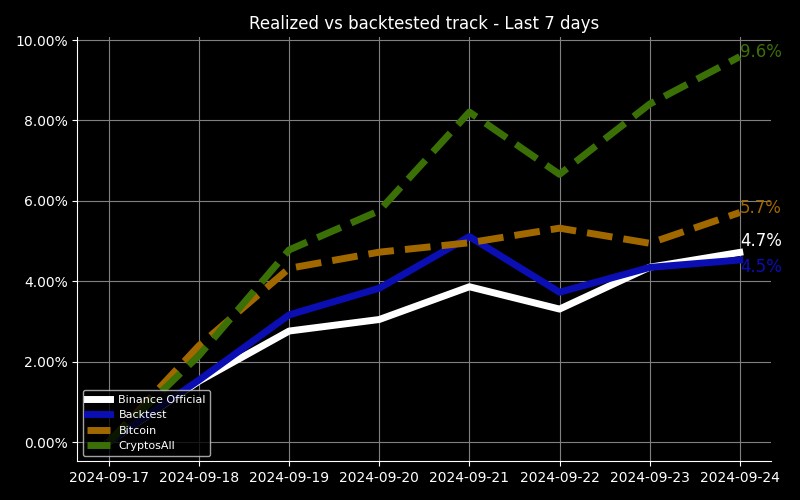 Realized vs backtested track - Last 7 days
10.00%
8.00%
6.00%
4.00%
2.00%
0.00%
9.6%
5.7%
4.7%
4.5%
Binance Official
Backtest
Bitcoin
CryptosAll
2024-09-17 2024-09-18 2024-09-19 2024-09-20 2024-09-21 2024-09-22 2024-09-23 2024-09-24